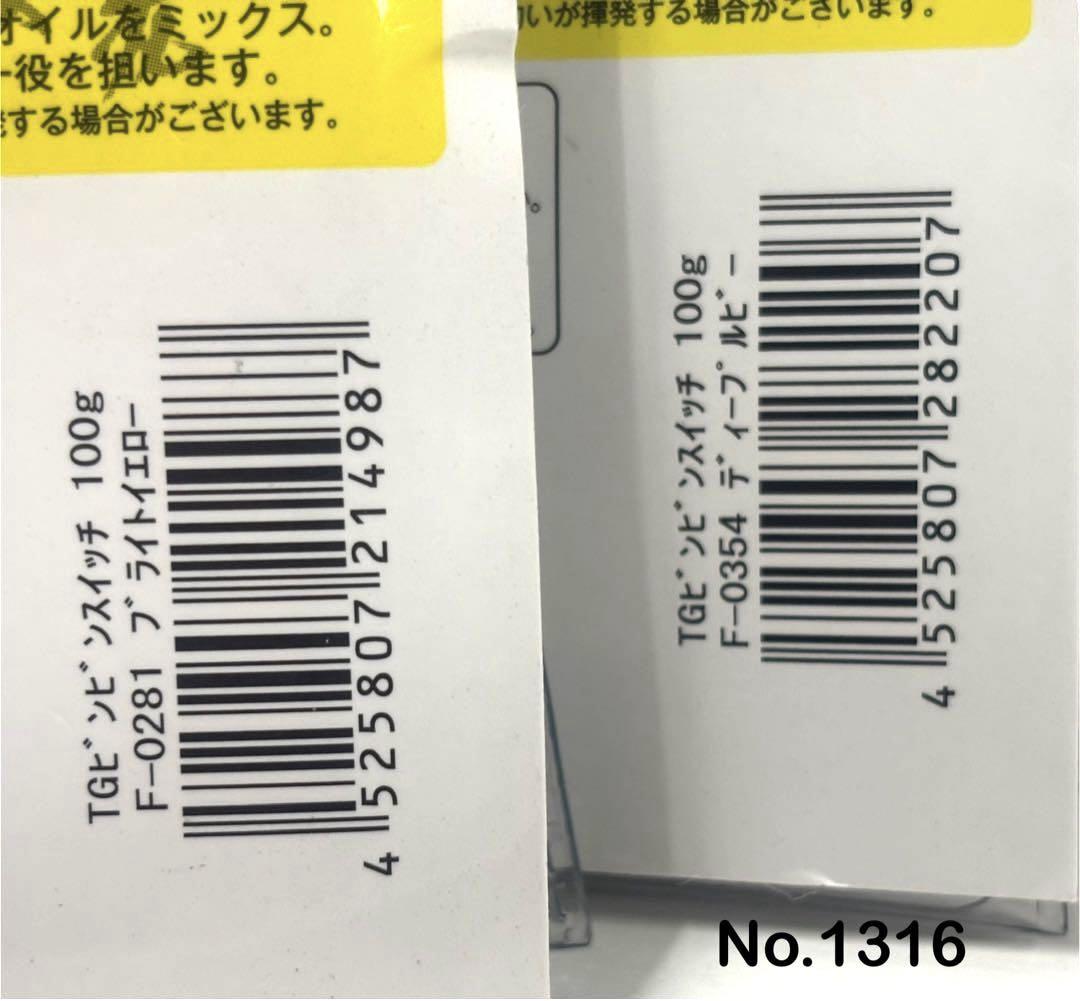 オイルをミックス。
一役を担います。
発する場合がございます。
匂いが揮発する場合がございます。
TGビンビンスイッチ 100g
F-0281 ブライトイエロー
4 525807 214987
TGビンビンスイッチ 100g
F-0354 ディープルビー
4 525807 282207
No.1316